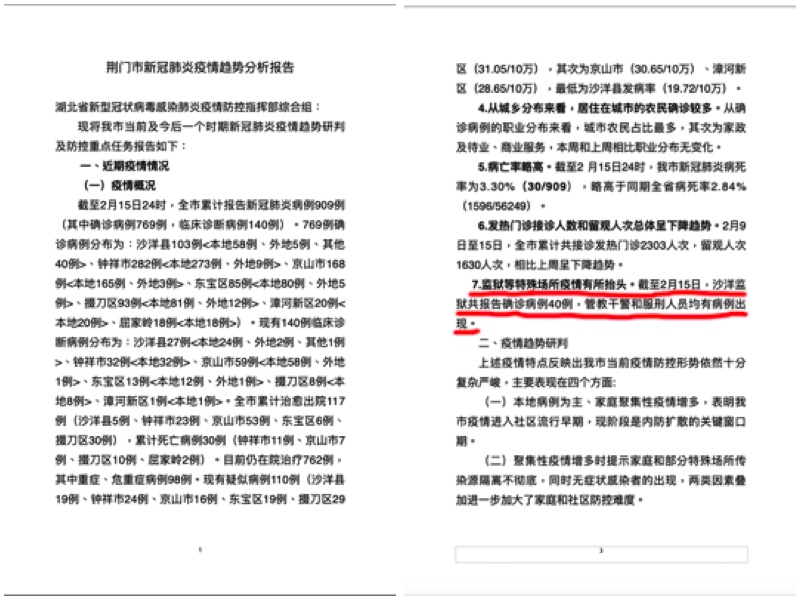 荆门市新冠肺炎疫情趋势分析报告
湖北省新型冠状病毒感染肺炎疫情防控指挥部综合组：
现将我市当前及今后一个时期新冠肺炎疫情趋势研判
及防控重点任务报告如下：
一、近期疫情情况
（一）疫情概况
截至2月15日24时，全市累计报告新冠肺炎病例909例
（其中确诊病例769例，临床诊断病例140例）。769例确
诊病例分布为：沙洋县103例<本地58例、外地5例、其他
40例>、钟祥市282例<本地273例、外地9例>、京山市168
例<本地165例、外地3例>、东宝区85例<本地80例、外地5
例>、掇刀区93例<本地81例、外地12例>、漳河新区20例<
本地20例>、屈家岭18例<本地18例>）。现有140例临床诊
断病例分布为：沙洋县27例<本地24例、外地2例、其他1例
>、钟祥市32例<本地32例>、京山市59例<本地58例、外地
1例>、东宝区13例<本地12例、外地1例>、掇刀区8例<本地
8例>、漳河新区1例<本地1例>。全市累计治愈出院117
例（沙洋县5例、钟祥市23例、京山市53例、东宝区6例、
掇刀区30例），累计死亡病例30例（钟祥市11例、京山市7
例、掇刀区10例、屈家岭2例）。目前仍在院治疗762例，
其中重症、危重症病例98例。现有疑似病例110例（沙洋县
19例、钟祥市24例、京山市16例、东宝区19例、掇刀区29
1
区（31.05/10万），其次为京山市（30.65/10万）、漳河新
区（28.65/10万），最低为沙洋县发病率（19.72/10万）。
4.从城乡分布来看，居住在城市的农民确诊较多。从确
诊病例的职业分布来看，城市农民占比最多，其次为家政
及待业、商业服务，本周和上周相比职业分布无变化。
5.病亡率略高。截至2月15日24时，我市新冠肺炎病死
率为3.30%（30/909），略高于同期全省病死率2.84%
（1596/56249）。
6.发热门诊接诊人数和留观人次总体呈下降趋势。2月9
日至15日，全市累计共接诊发热门诊2303人次，留观人次
1630人次，相比上周呈下降趋势。
7.监狱等特殊场所疫情有所抬头。截至2月15日，沙洋监
狱共报告确诊病例40例，管教干警和服刑人员均有病例出
现。
二、疫情趋势研判
上述疫情特点反映出我市当前疫情防控形势依然十分
复杂严峻，主要表现在四个方面：
（一）本地病例为主、家庭聚集性疫情增多，表明我
市疫情进入社区流行早期，现阶段是内防扩散的关键窗口
期。
（二）聚集性疫情增多时提示家庭和部分特殊场所传
染源隔离不彻底，同时无症状感染者的出现，两类因素叠
加进一步加大了家庭和社区防控难度。
3